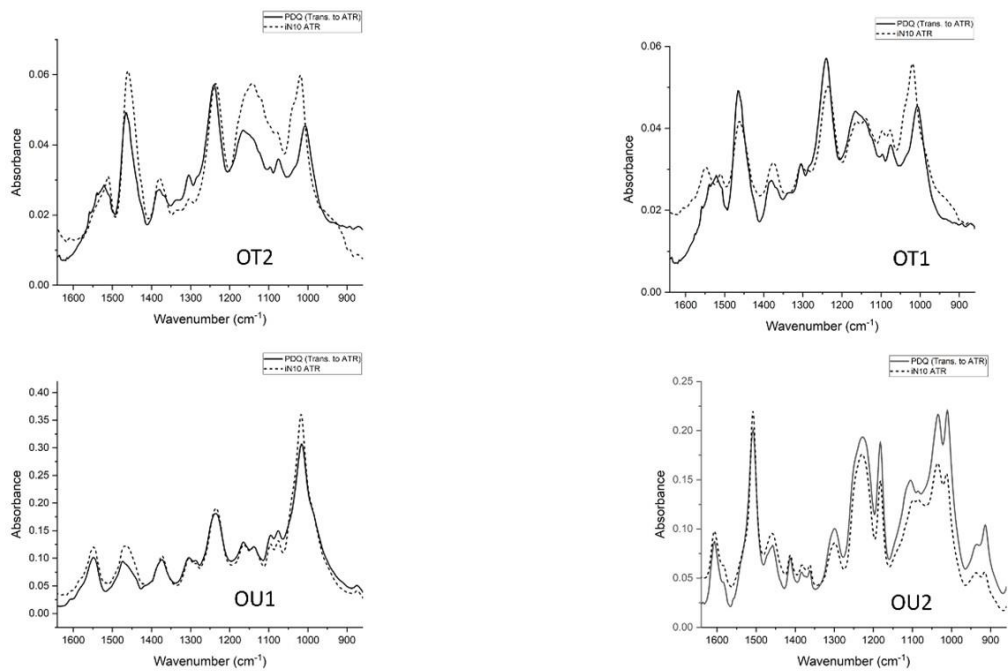 PDQ (Trans. to ATR)
iN10 ATR
0.06
0.04
0.02
0.00
Absorbance
OT2
1600 1500 1400 1300 1200 1100 1000 900
Wavenumber (cm-1)
PDQ (Trans. to ATR)
iN10 ATR
0.06
0.04
0.02
0.00
Absorbance
OT1
1600 1500 1400 1300 1200 1100 1000 900
Wavenumber (cm-1)
PDQ (Trans. to ATR)
iN10 ATR
0.40
0.35
0.30
0.25
0.20
0.15
0.10
0.05
0.00
Absorbance
OU1
1600 1500 1400 1300 1200 1100 1000 900
Wavenumber (cm-1)
PDQ (Trans. to ATR)
iN10 ATR
0.25
0.20
0.15
0.10
0.05
0.00
Absorbance
OU2
1600 1500 1400 1300 1200 1100 1000 900
Wavenumber (cm-1)